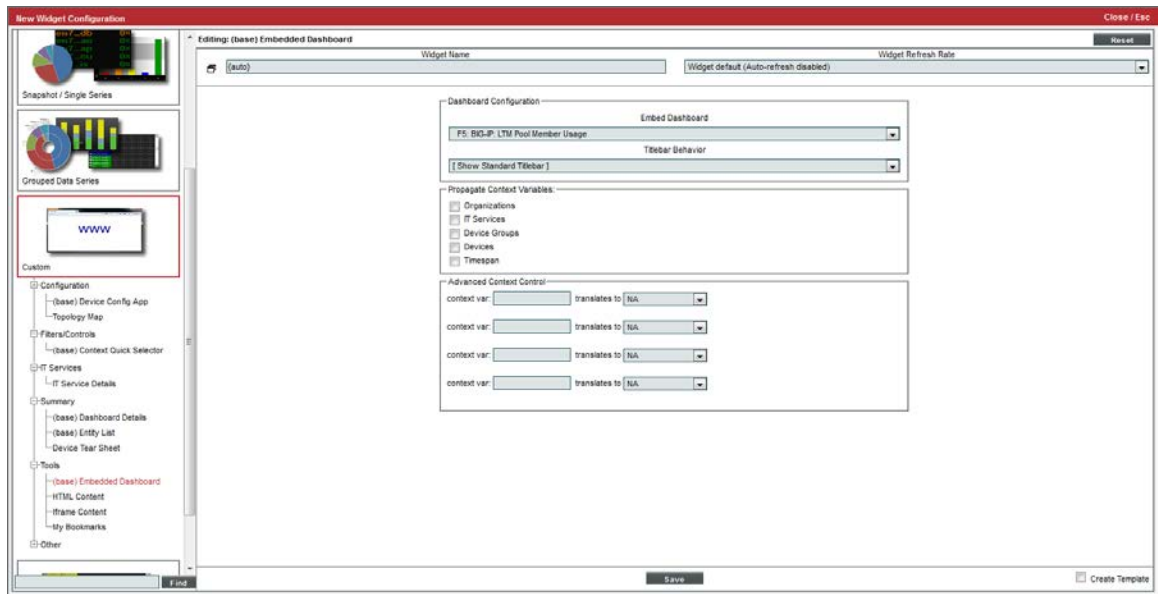 New Widget Configuration
Close / Esc
Editing: (base) Embedded Dashboard
Reset
Widget Name
Widget Refresh Rate
{auto}
Widget default (Auto-refresh disabled)
Snapshot / Single Series
Grouped Data Series
WWW
Custom
Configuration
(base) Device Config App
Topology Map
Filters/Controls
(base) Context Quick Selector
IT Services
IT Service Details
Summary
(base) Dashboard Details
(base) Entity List
Device Tear Sheet
Tools
(base) Embedded Dashboard
HTML Content
Iframe Content
My Bookmarks
Other
Find
Dashboard Configuration
Embed Dashboard
F5: BIG-IP: LTM Pool Member Usage
Titlebar Behavior
[ Show Standard Titlebar ]
Propagate Context Variables:
Organizations
IT Services
Device Groups
Devices
Timespan
Advanced Context Control
context var: translates to NA
context var: translates to NA
context var: translates to NA
context var: translates to NA
Save
Create Template